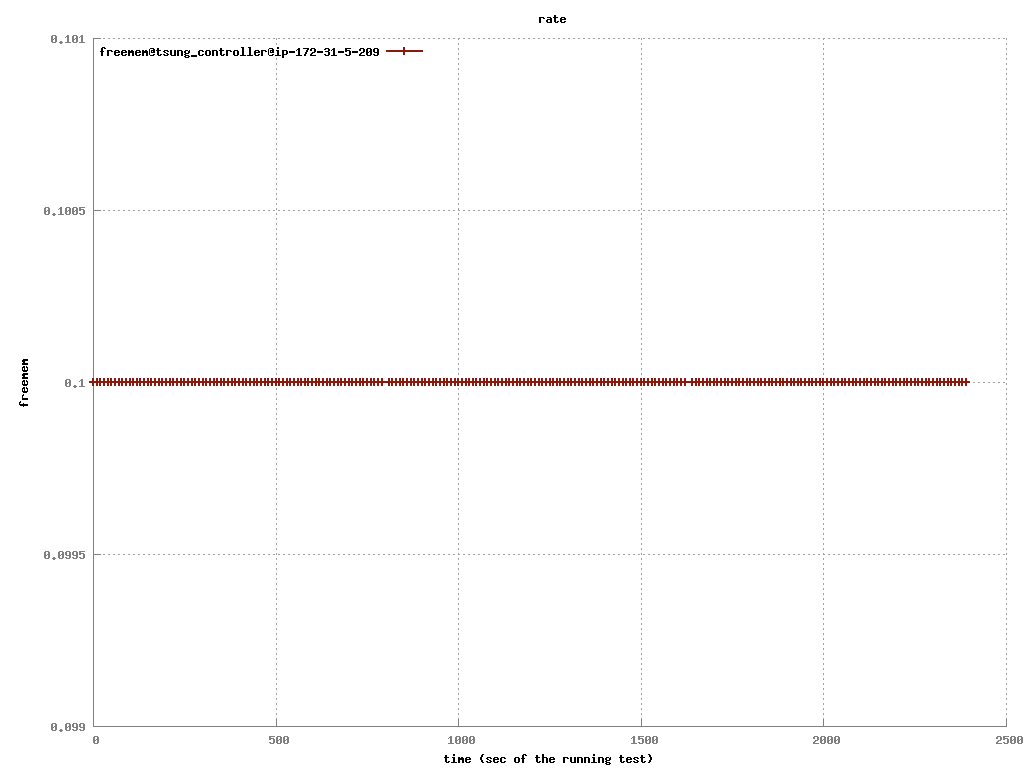 rate
0.101
freemem@tsung_controller@ip-172-31-5-209
0.1005
freemem
0.1
0.0995
0.099
0 500 1000 1500 2000 2500
time (sec of the running test)